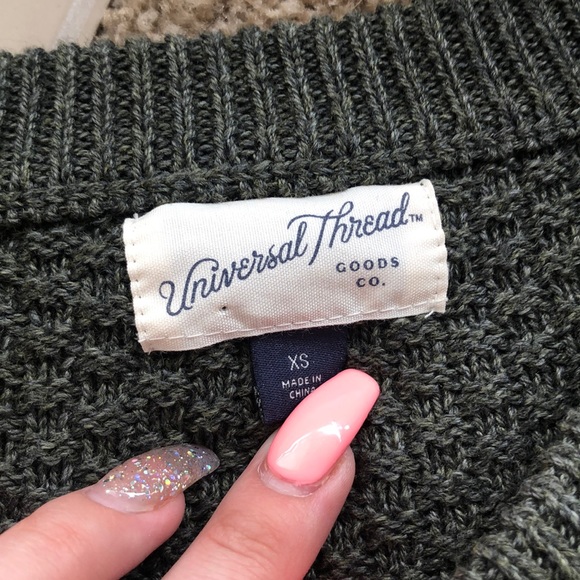 Universal Thread™
GOODS
CO.
XS
MADE IN
CHINA